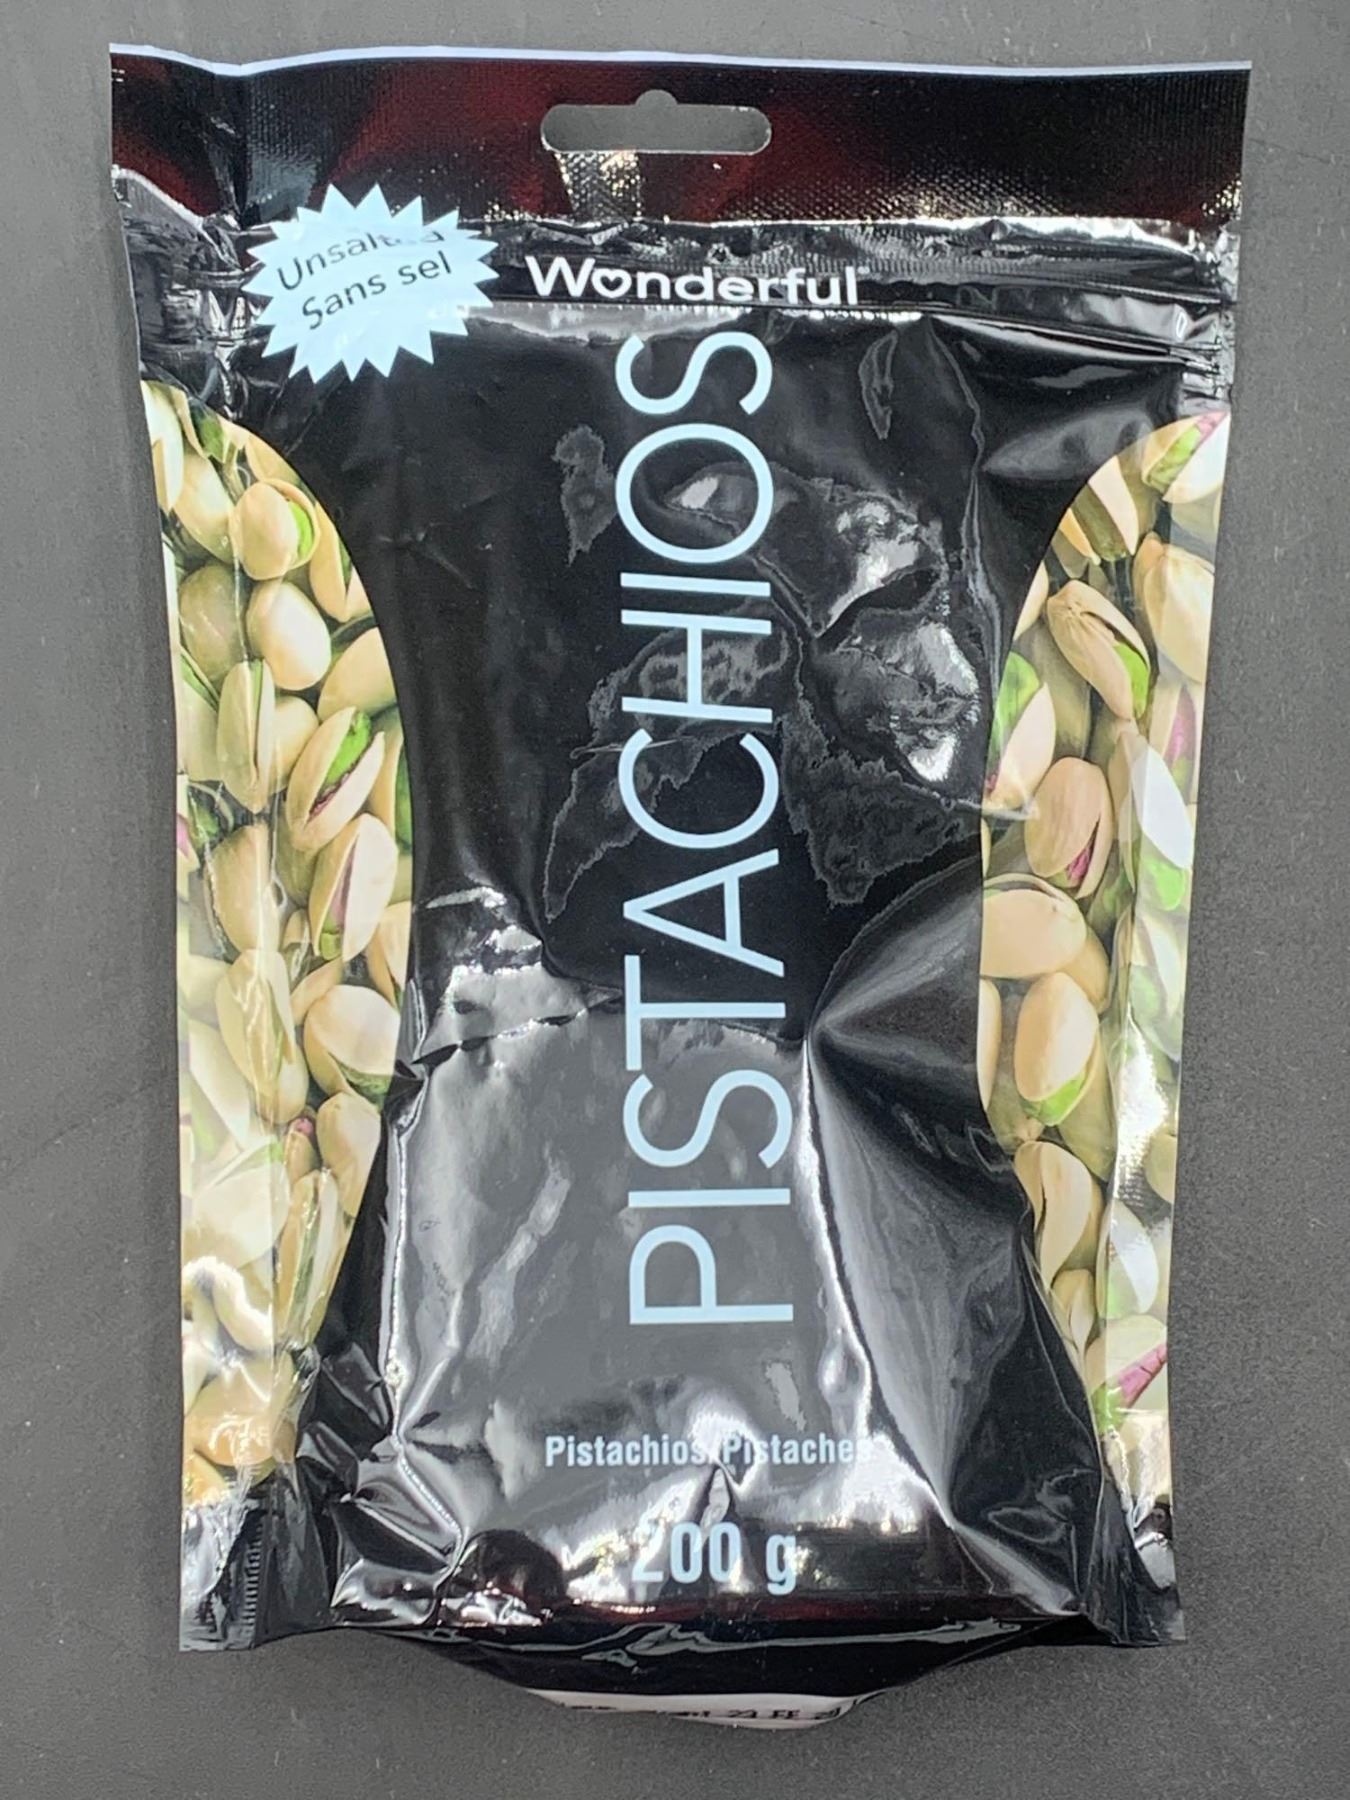 Unsalted
Sans sel
Wonderful
PISTACHIOS
Pistachios/Pistaches
200 g